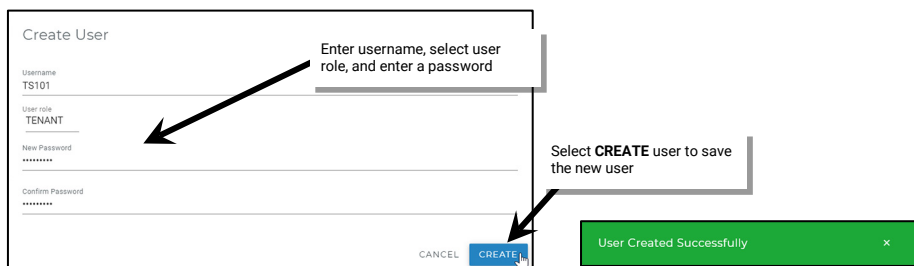 Create User
Enter username, select user
role, and enter a password
Username
TS101
User role
TENANT
New Password
•••••••••
Confirm Password
•••••••••
Select CREATE user to save
the new user
CANCEL CREATE
User Created Successfully ×